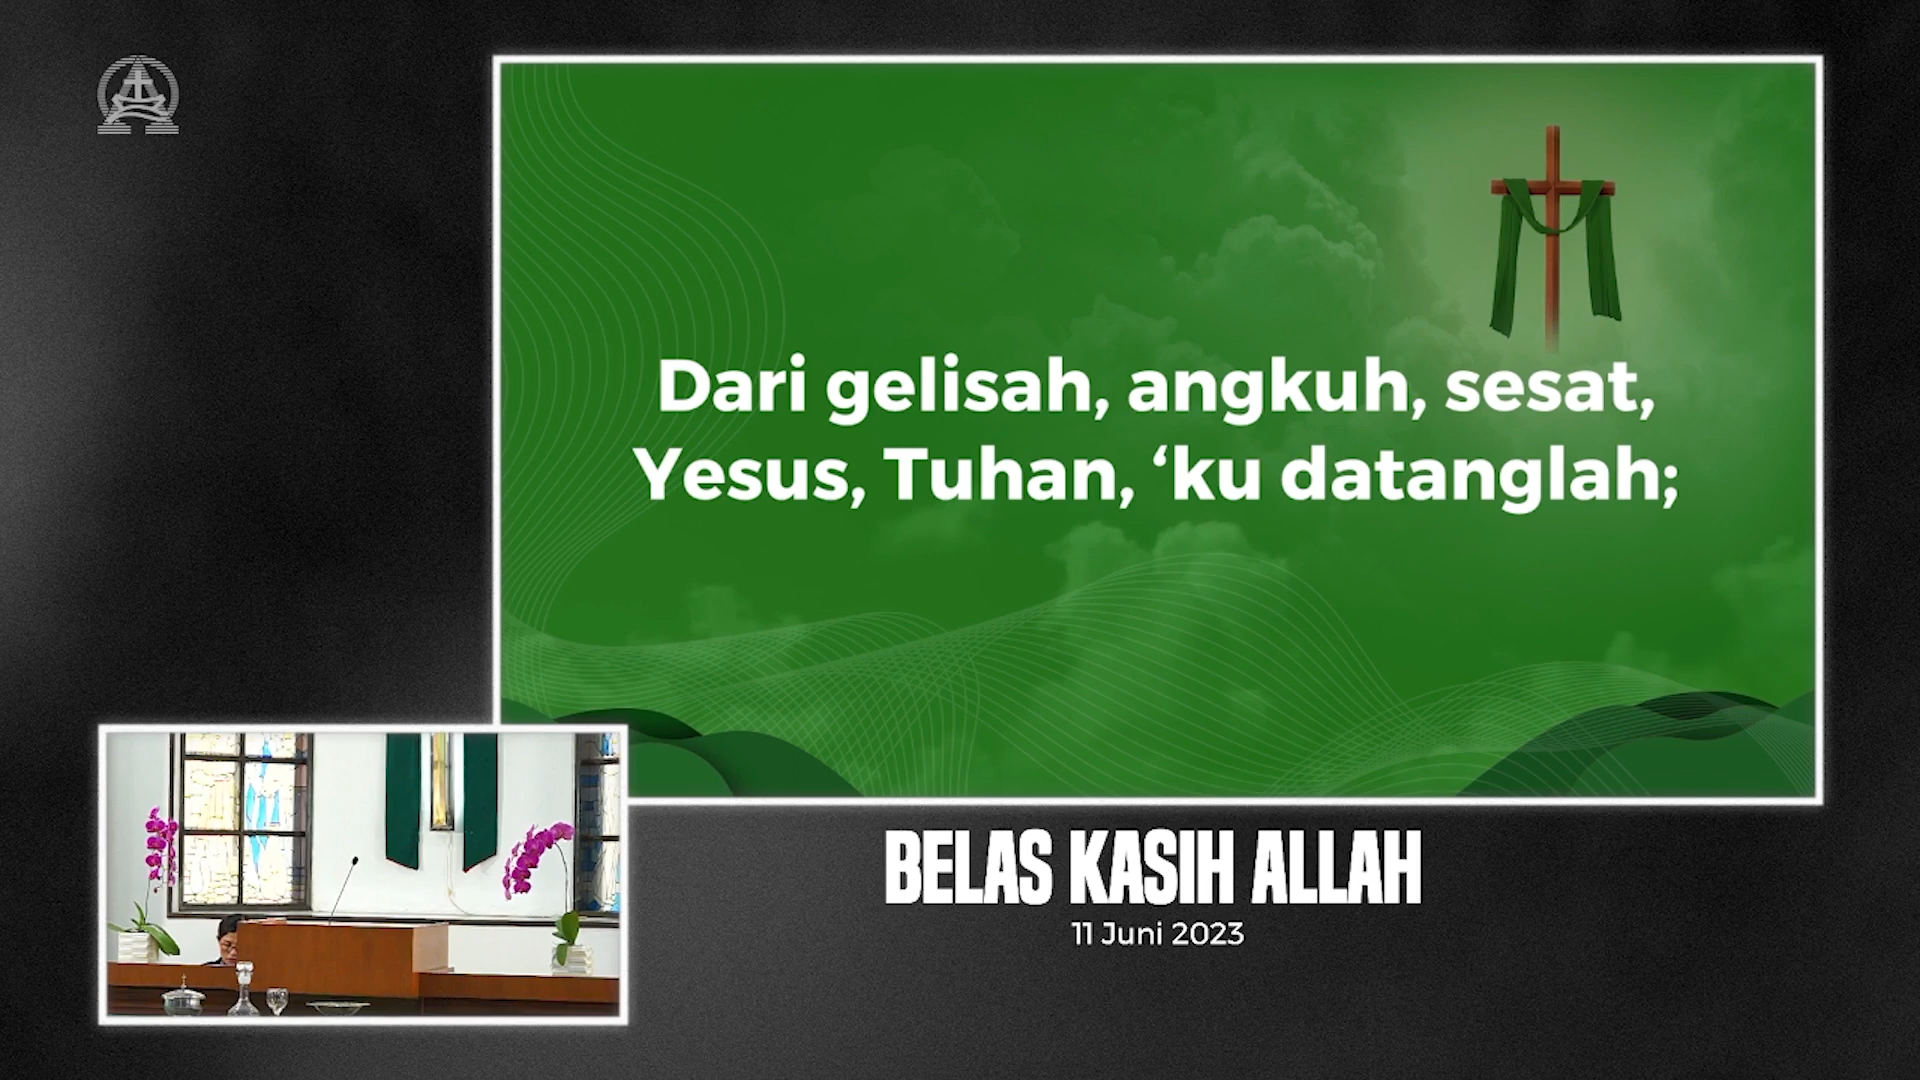 Dari gelisah, angkuh, sesat,
Yesus, Tuhan, ‘ku datanglah;
BELAS KASIH ALLAH
11 Juni 2023